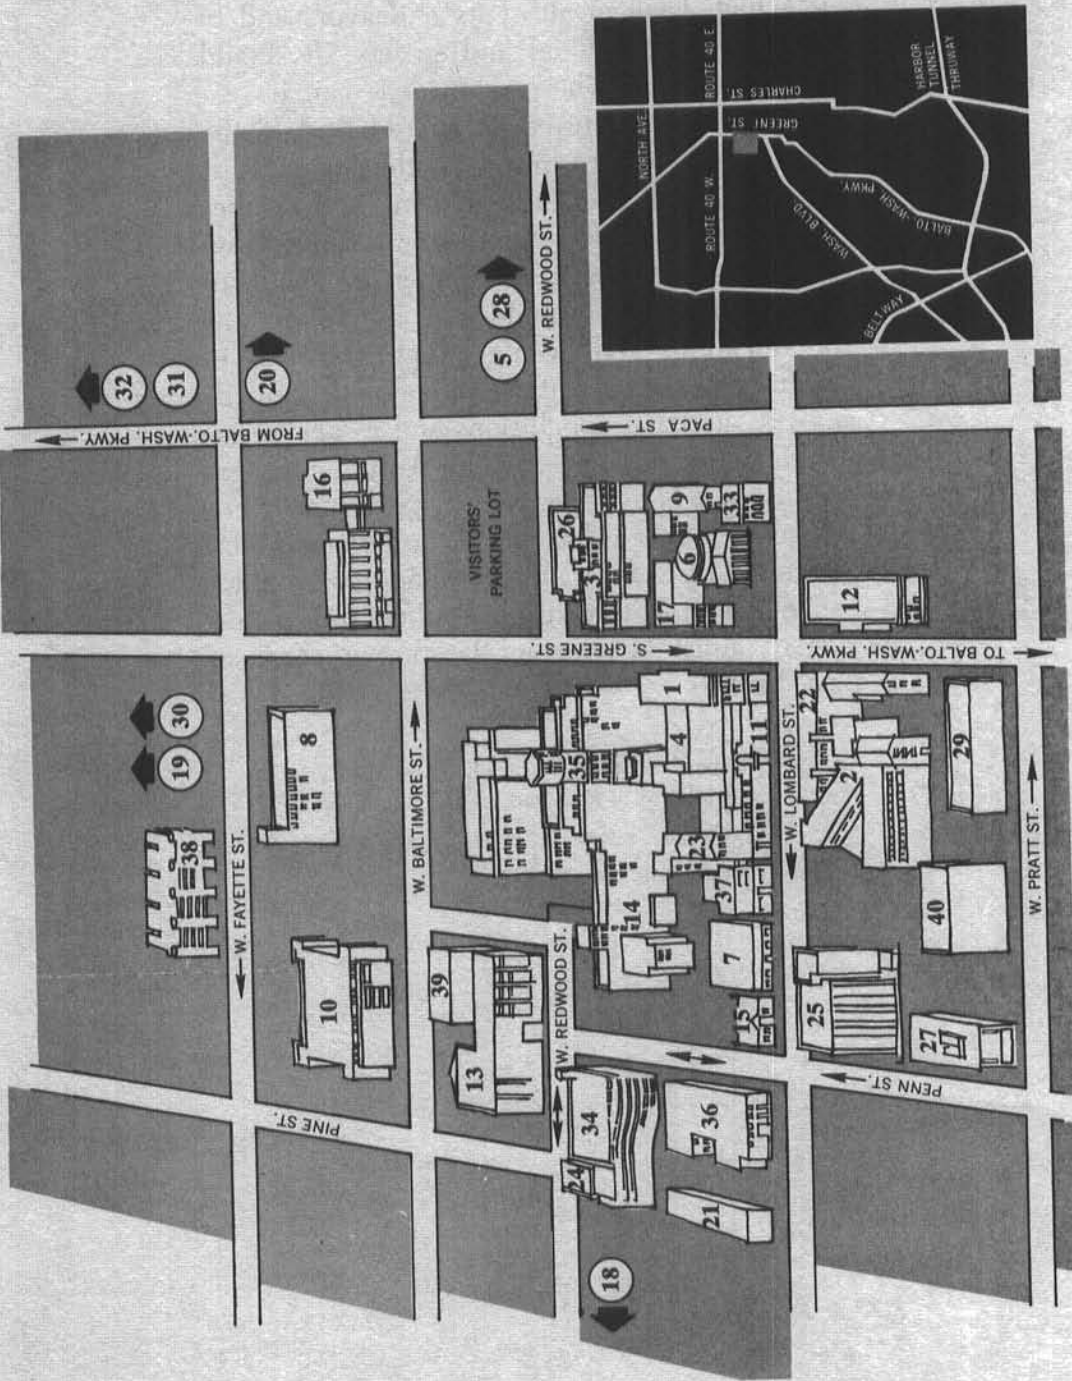 32
31
20
FROM BALTO.-WASH. PKWY.
16
30
19
38
W. FAYETTE ST.
8
10
PINE ST.
W. BALTIMORE ST.
VISITORS'
PARKING LOT
5
28
W. REDWOOD ST.
39
13
W. REDWOOD ST.
S. GREENE ST.
PACA ST.
26
3
9
33
6
17
1
4
35
11
23
37
14
7
15
34
24
36
21
18
W. LOMBARD ST.
12
TO BALTO.-WASH. PKWY.
22
2
29
40
25
27
PENN ST.
W. PRATT ST.
NORTH AVE.
ROUTE 40 E.
ROUTE 40 W.
CHARLES ST.
GREENE ST.
HARBOR
TUNNEL
THRUWAY
WASH. BLVD.
BALTO.-WASH.
PKWY.
BELTWAY